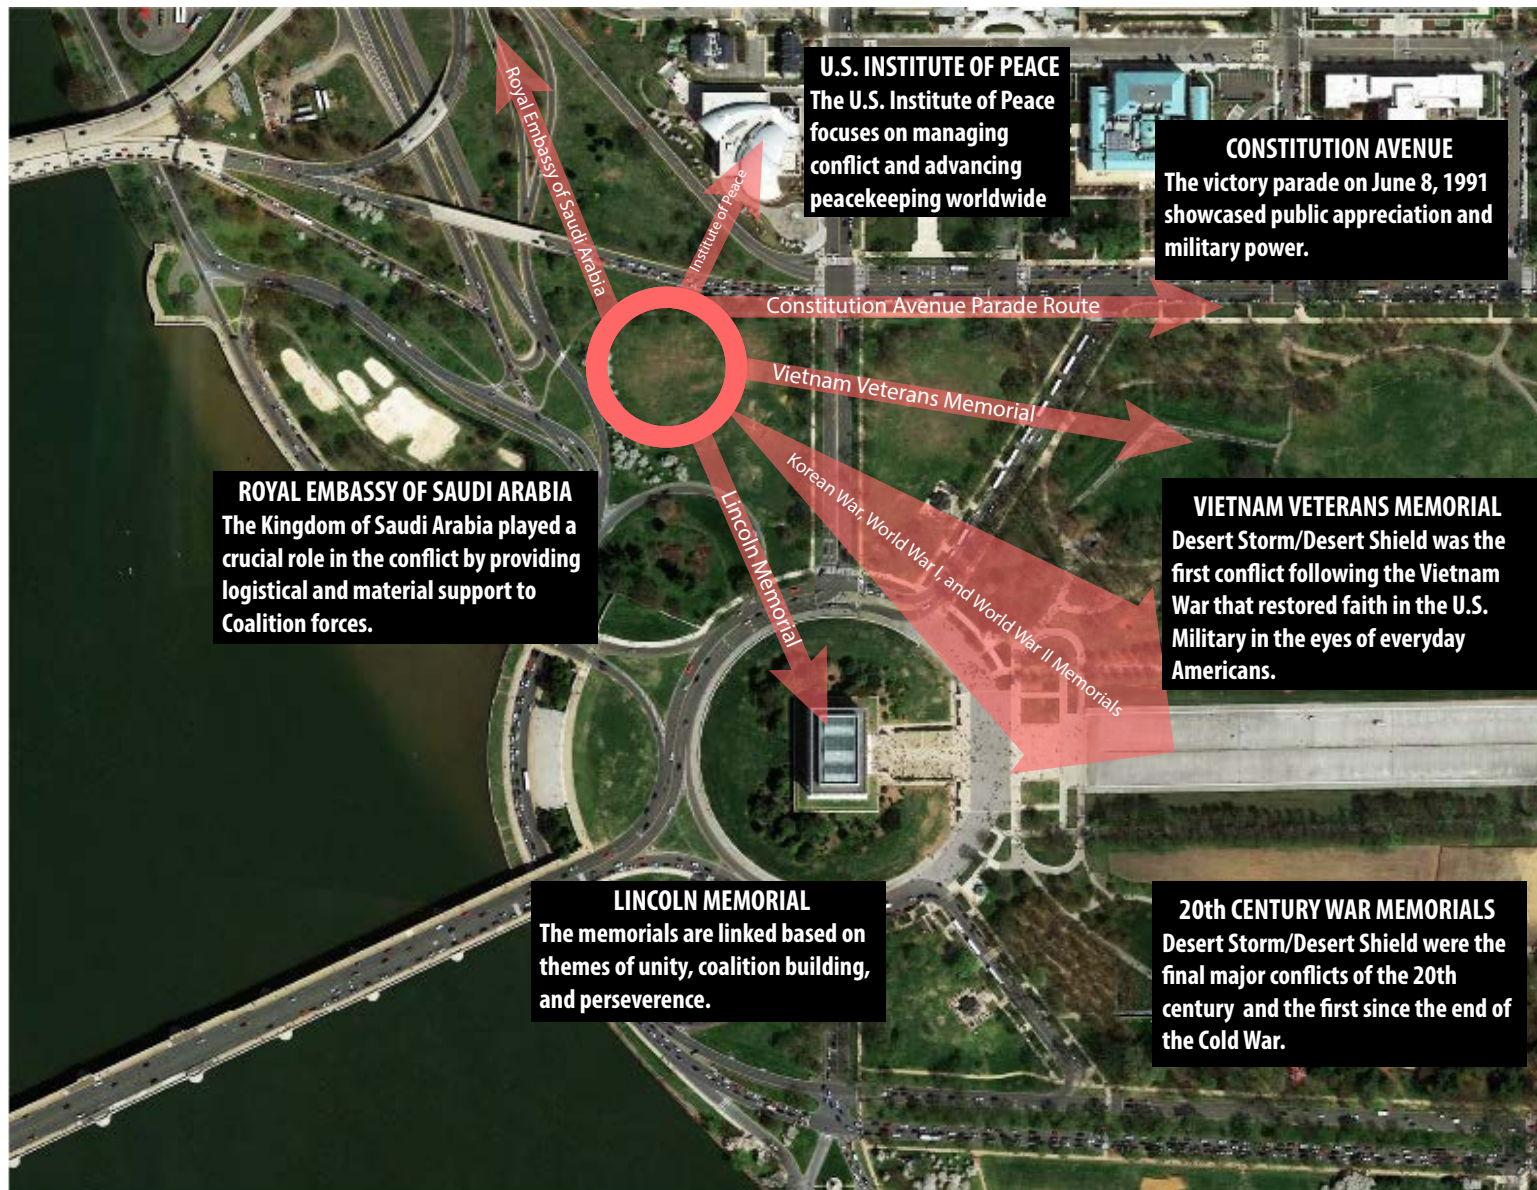 U.S. INSTITUTE OF PEACE
The U.S. Institute of Peace
focuses on managing
conflict and advancing
peacekeeping worldwide
CONSTITUTION AVENUE
The victory parade on June 8, 1991
showcased public appreciation and
military power.
Royal Embassy of Saudi Arabia
Institute of Peace
Constitution Avenue Parade Route
Vietnam Veterans Memorial
Korean War, World War I, and World War II Memorials
Lincoln Memorial
ROYAL EMBASSY OF SAUDI ARABIA
The Kingdom of Saudi Arabia played a
crucial role in the conflict by providing
logistical and material support to
Coalition forces.
VIETNAM VETERANS MEMORIAL
Desert Storm/Desert Shield was the
first conflict following the Vietnam
War that restored faith in the U.S.
Military in the eyes of everyday
Americans.
LINCOLN MEMORIAL
The memorials are linked based on
themes of unity, coalition building,
and perseverence.
20th CENTURY WAR MEMORIALS
Desert Storm/Desert Shield were the
final major conflicts of the 20th
century and the first since the end of
the Cold War.